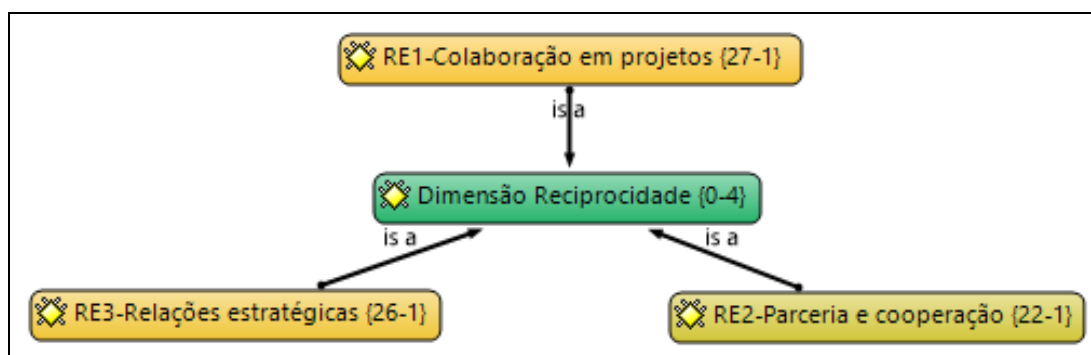 RE1-Colaboração em projetos {27-1}
is a
Dimensão Reciprocidade {0-4}
is a
is a
RE3-Relações estratégicas {26-1}
RE2-Parceria e cooperação {22-1}